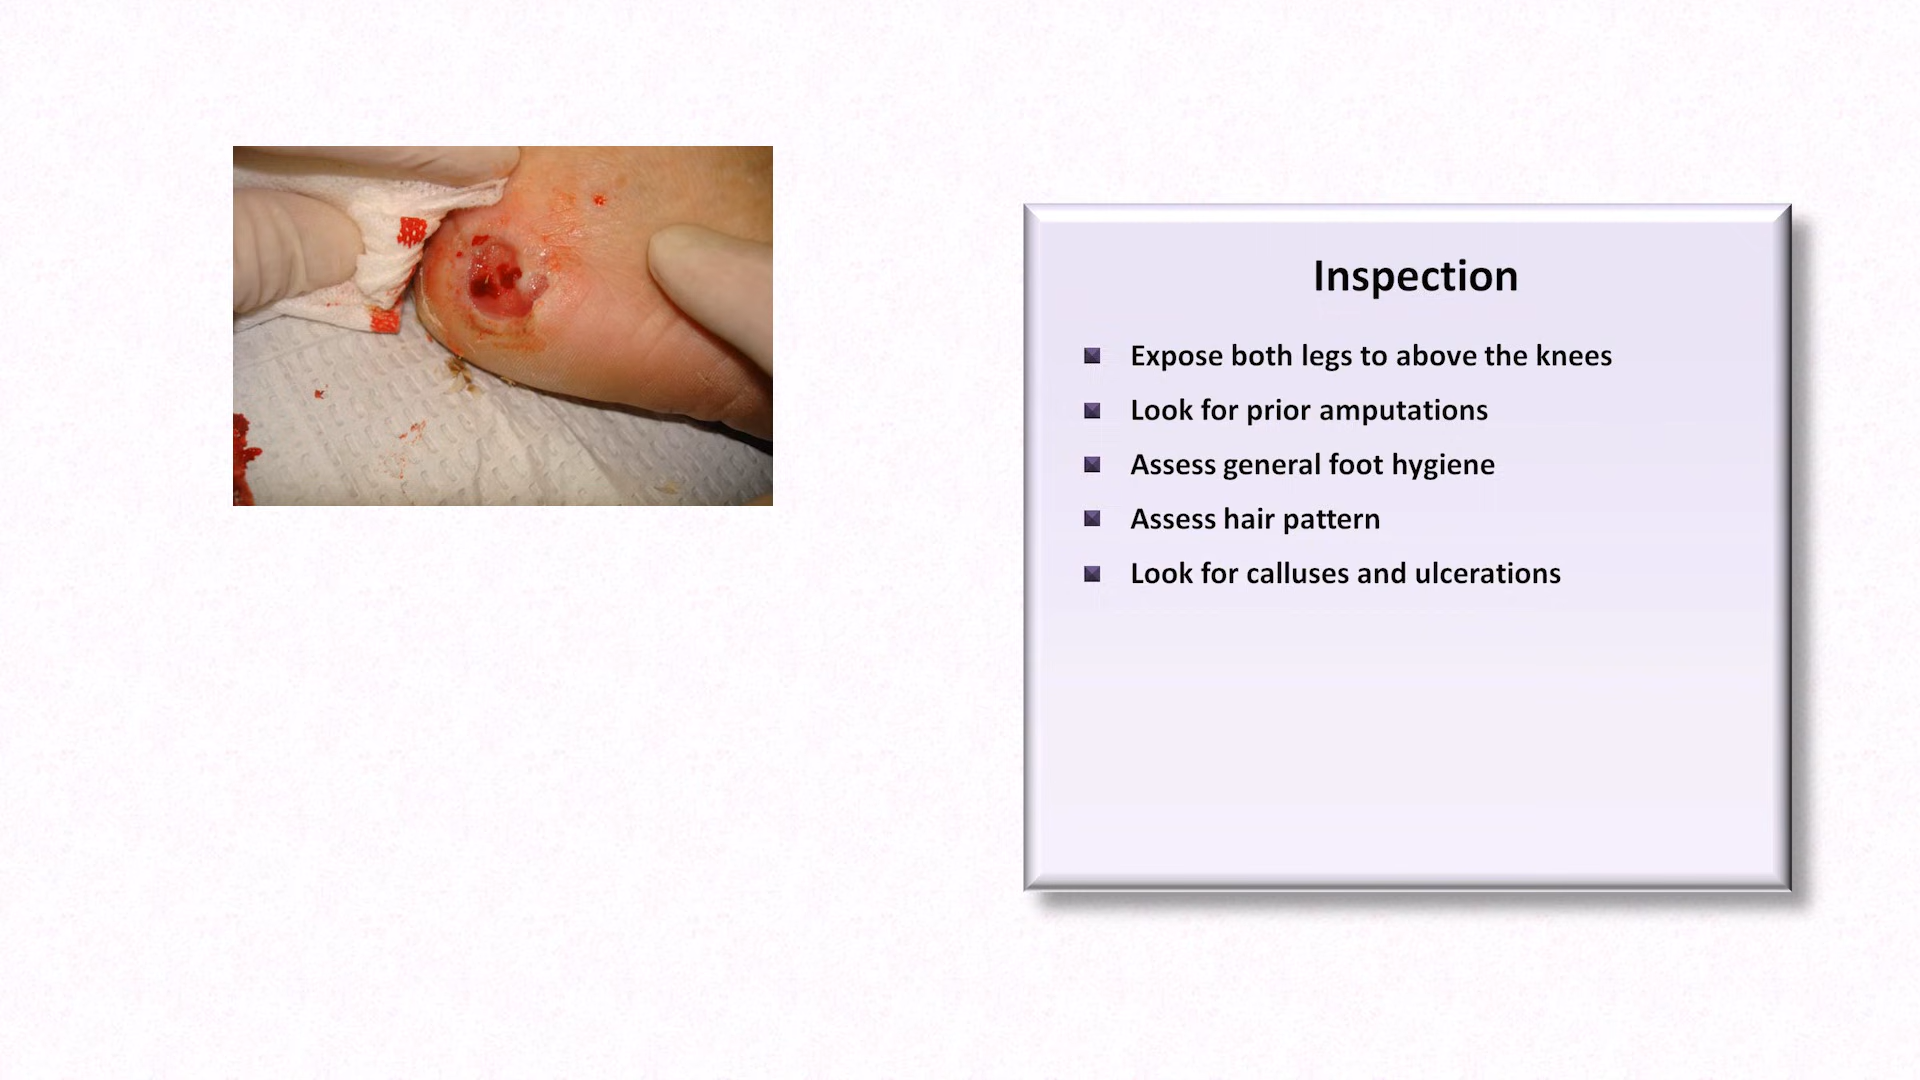 Inspection
Expose both legs to above the knees
Look for prior amputations
Assess general foot hygiene
Assess hair pattern
Look for calluses and ulcerations